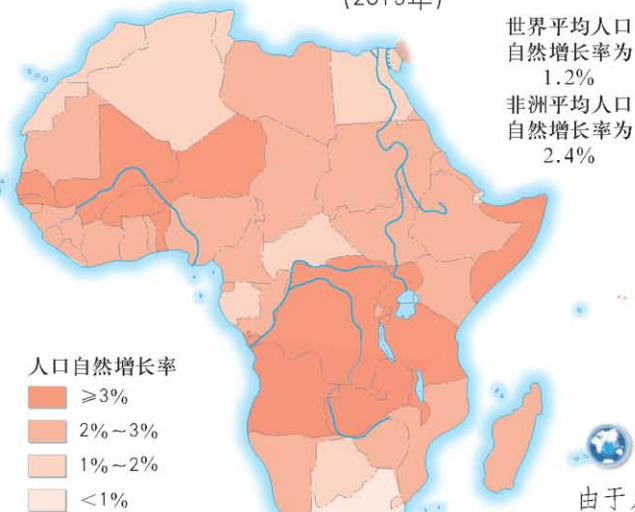 世界平均人口
自然增长率为
1.2%
非洲平均人口
自然增长率为
2.4%
人口自然增长率
≥3%
2%~3%
1%~2%
<1%
由于